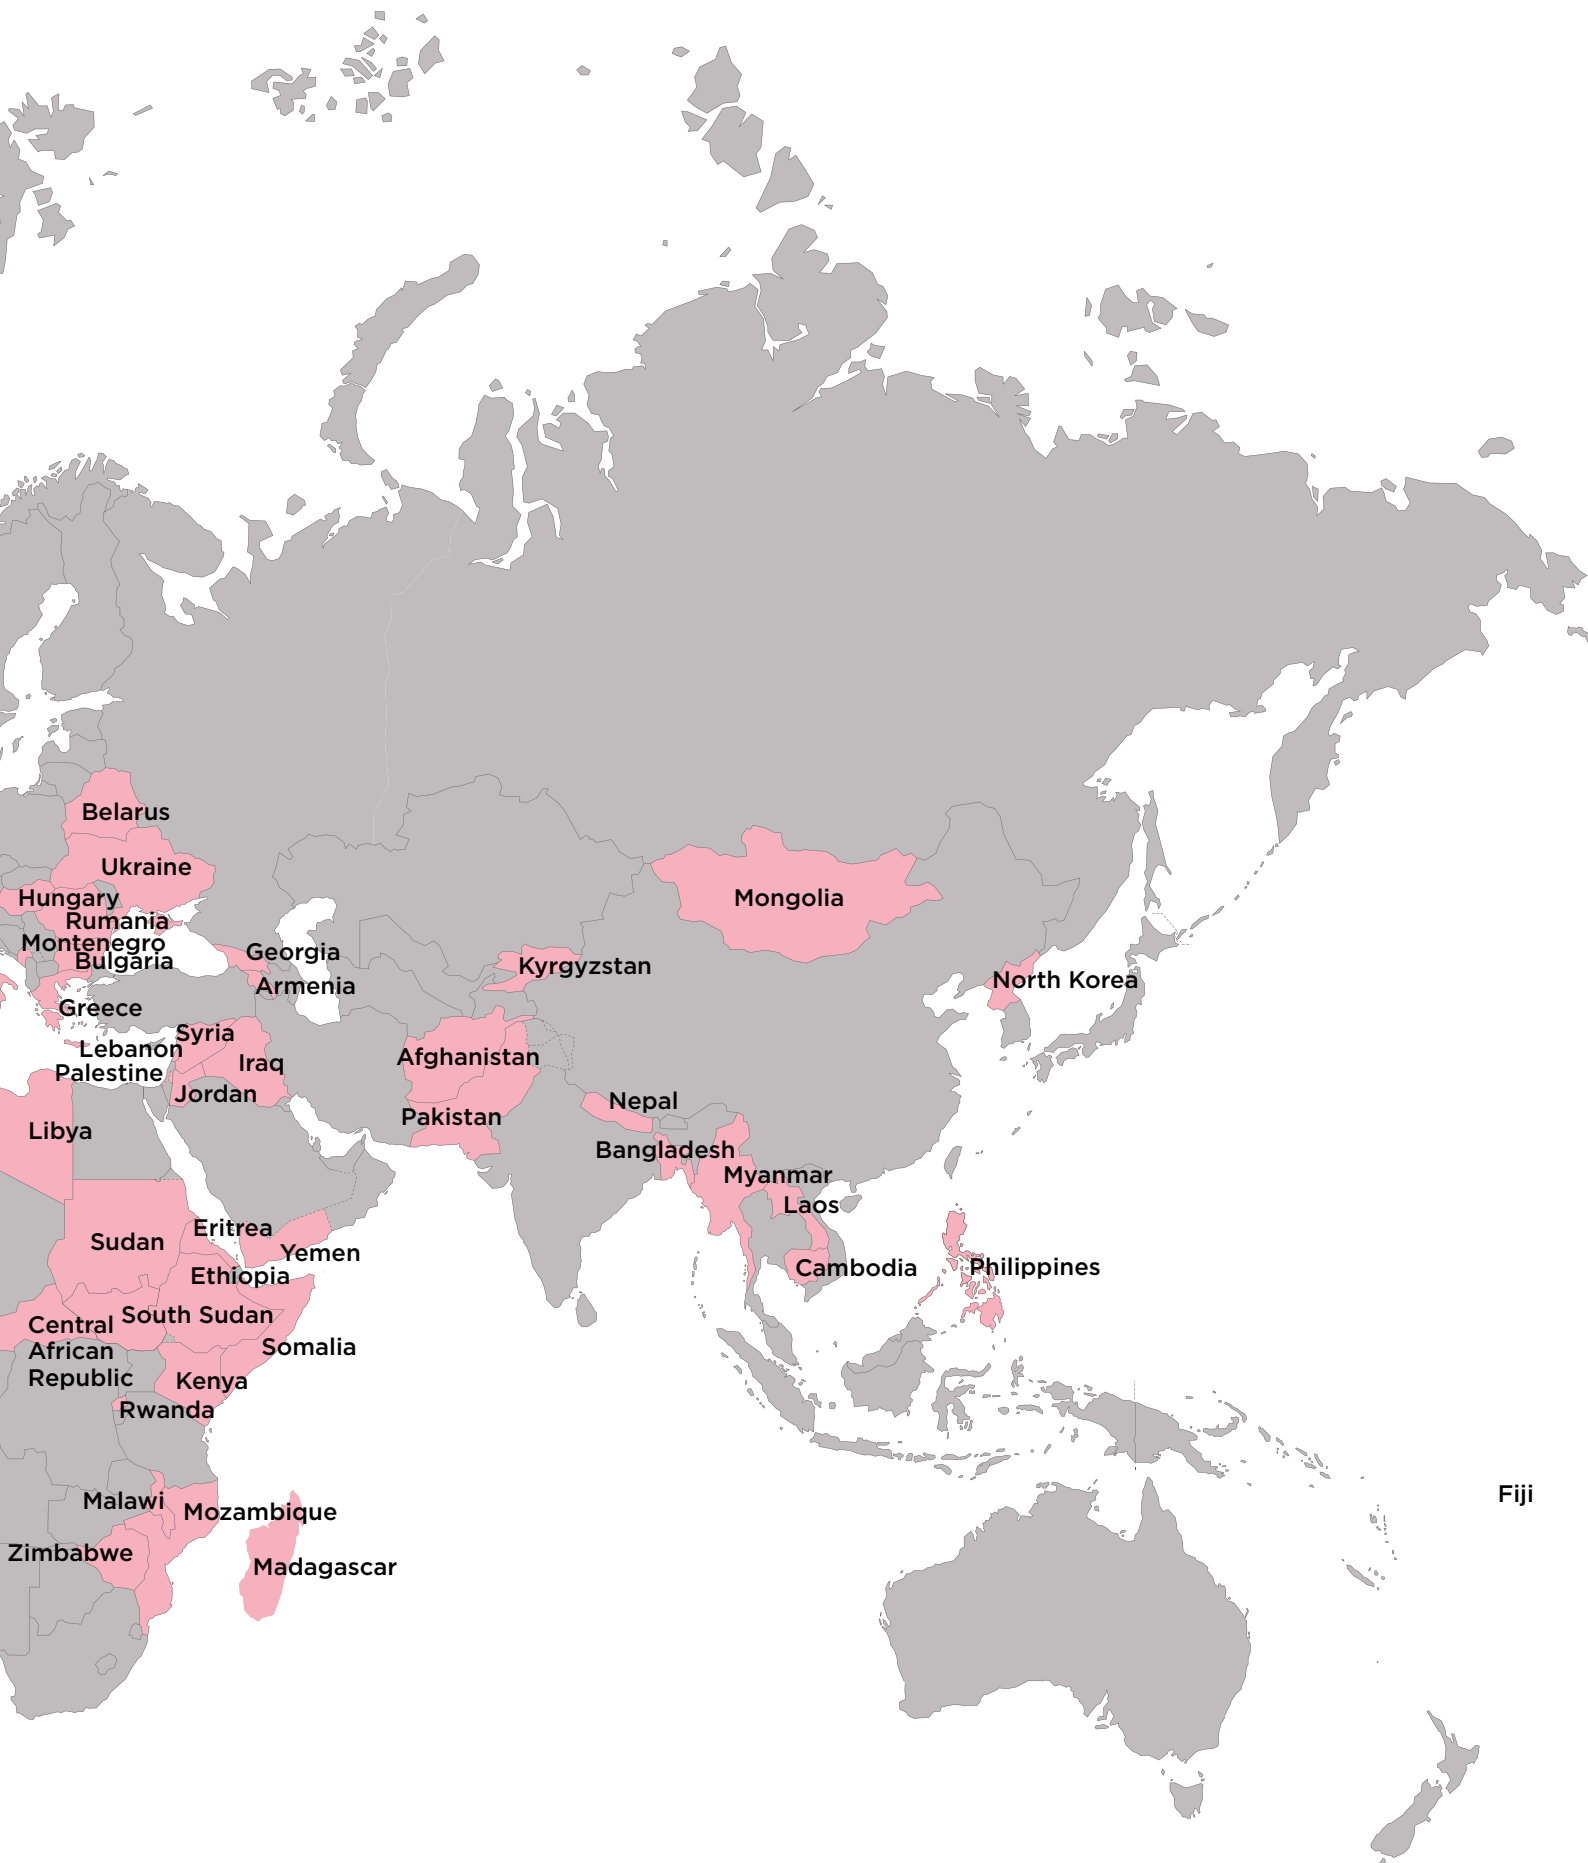 Belarus
Ukraine
Hungary
Mongolia
Rumania
Montenegro
Georgia
Bulgaria
Kyrgyzstan
North Korea
Armenia
Greece
Syria
Lebanon
Afghanistan
Iraq
Palestine
Jordan
Nepal
Pakistan
Libya
Bangladesh
Myanmar
Laos
Eritrea
Sudan
Yemen
Philippines
Cambodia
Ethiopia
South Sudan
Central
African
Republic
Somalia
Kenya
Rwanda
Fiji
Malawi
Mozambique
Zimbabwe
Madagascar